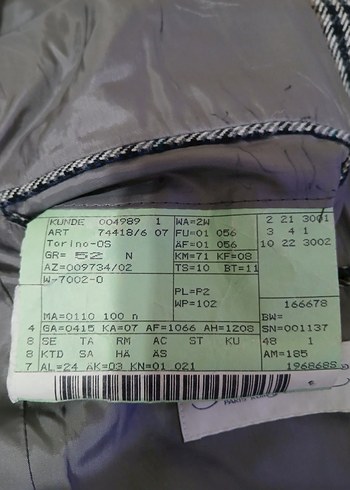 KUNDE 004989 1 WA=2W 2 21 3001
ART 74418/6 07 FU=01 056 3 4 1
Torino-OS ÄF=01 056 10 22 3002
GR= 52 N KM=71 KF=08
AZ=009734/02 TS=10 BT=11
W-7002-0
PL=P2
WP=102 166678
MA=0110 100 n BW=
4 GA=0415 KA=07 AF=1066 AH=1208 SN=001137
8 SE TA RM AC ST KU 48 1
8 KTD SA HÄ ÄS AM=185
7 AL=24 ÄK=03 KN=01 021 1968688